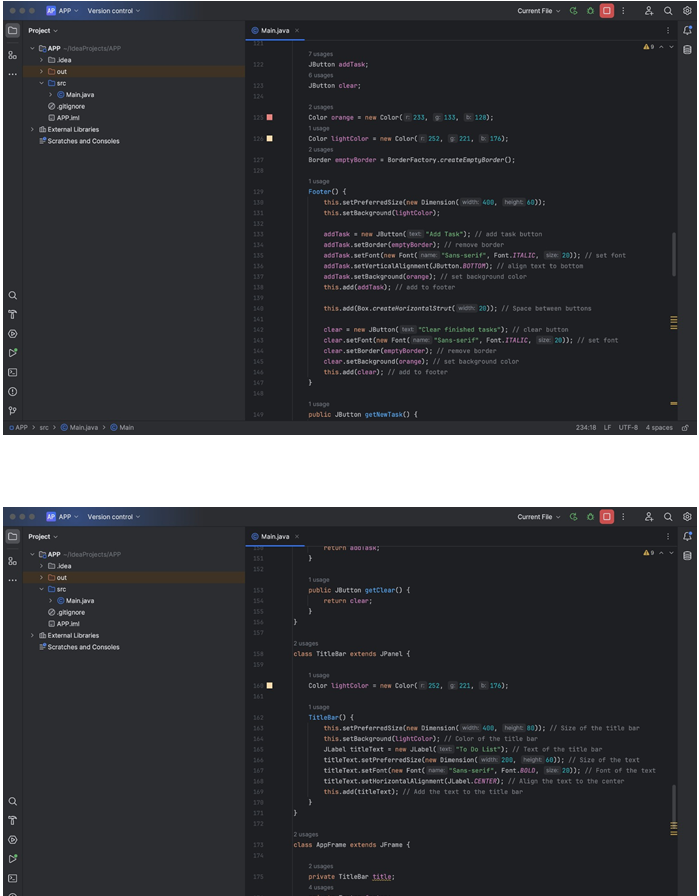 AP APP Version control Current File
Project Main.java
121
APP ~/IdeaProjects/APP 7 usages 9
.idea 122 JButton addTask;
out 6 usages
src 123 JButton clear;
Main.java 124
.gitignore 2 usages
APP.iml 125 Color orange = new Color( r: 233, g: 133, b: 128);
External Libraries 1 usage
Scratches and Consoles 126 Color lightColor = new Color( r: 252, g: 221, b: 176);
2 usages
127 Border emptyBorder = BorderFactory.createEmptyBorder();
128
1 usage
129 Footer() {
130 this.setPreferredSize(new Dimension( width: 400, height: 60));
131 this.setBackground(lightColor);
132
133 addTask = new JButton( text: "Add Task"); // add task button
134 addTask.setBorder(emptyBorder); // remove border
135 addTask.setFont(new Font( name: "Sans-serif", Font.ITALIC, size: 20)); // set font
136 addTask.setVerticalAlignment(JButton.BOTTOM); // align text to bottom
137 addTask.setBackground(orange); // set background color
138 this.add(addTask); // add to footer
139
140 this.add(Box.createHorizontalStrut( width: 20)); // Space between buttons
141
142 clear = new JButton( text: "Clear finished tasks"); // clear button
143 clear.setFont(new Font( name: "Sans-serif", Font.ITALIC, size: 20)); // set font
144 clear.setBorder(emptyBorder); // remove border
145 clear.setBackground(orange); // set background color
146 this.add(clear); // add to footer
147 }
148
1 usage
149 public JButton getNewTask() {
APP > src > Main.java > Main 234:18 LF UTF-8 4 spaces
AP APP Version control Current File
Project Main.java
150 return addTask;
APP ~/IdeaProjects/APP 151 } 9
.idea 152
out 1 usage
src 153 public JButton getClear() {
Main.java 154 return clear;
.gitignore 155 }
APP.iml 156 }
External Libraries 157
Scratches and Consoles 2 usages
158 class TitleBar extends JPanel {
159
1 usage
160 Color lightColor = new Color( r: 252, g: 221, b: 176);
161
1 usage
162 TitleBar() {
163 this.setPreferredSize(new Dimension( width: 400, height: 80)); // Size of the title bar
164 this.setBackground(lightColor); // Color of the title bar
165 JLabel titleText = new JLabel( text: "To Do List"); // Text of the title bar
166 titleText.setPreferredSize(new Dimension( width: 200, height: 60)); // Size of the text
167 titleText.setFont(new Font( name: "Sans-serif", Font.BOLD, size: 20)); // Font of the text
168 titleText.setHorizontalAlignment(JLabel.CENTER); // Align the text to the center
169 this.add(titleText); // Add the text to the title bar
170 }
171 }
172
2 usages
173 class AppFrame extends JFrame {
174
2 usages
175 private TitleBar title;
4 usages